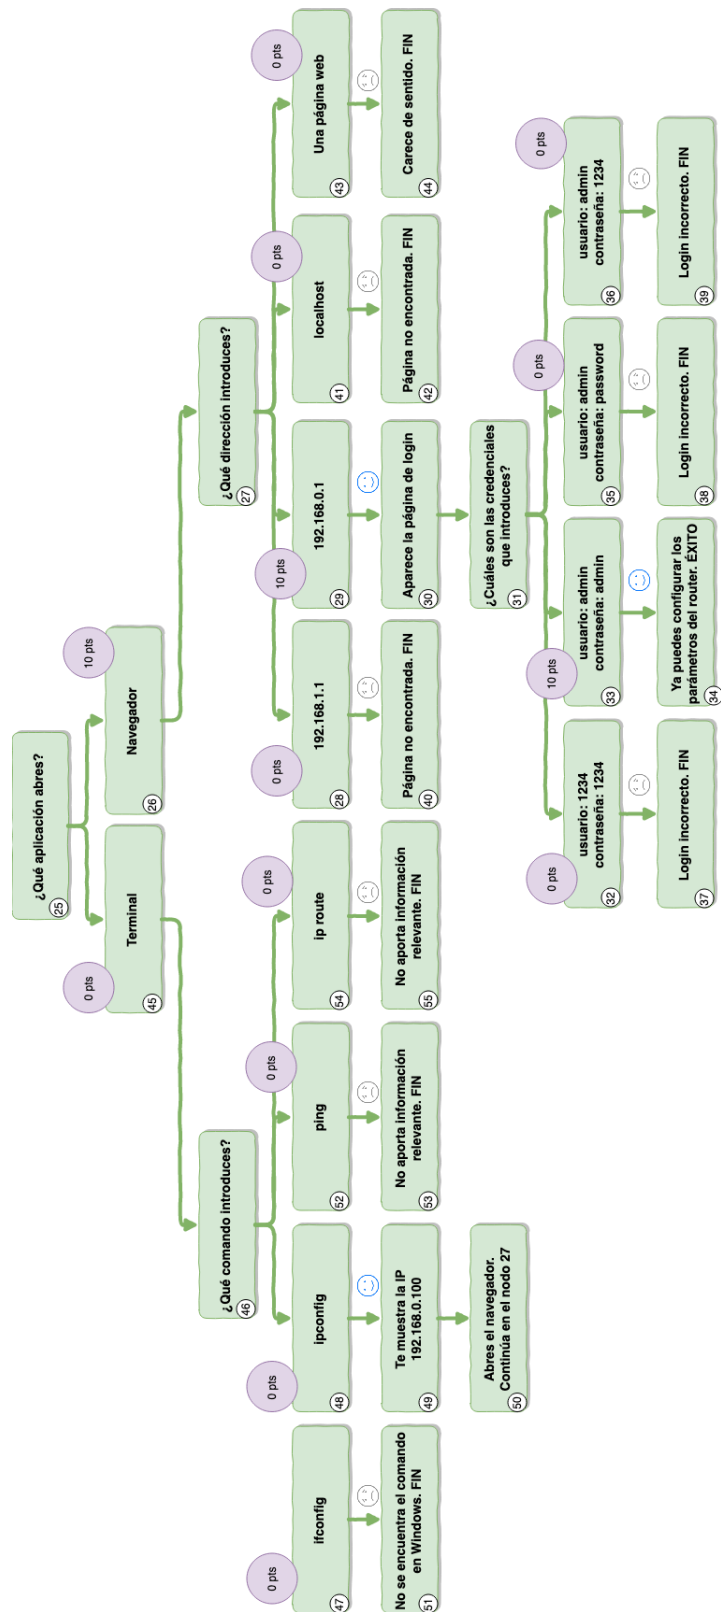 ¿Qué aplicación abres?
25
0 pts
Terminal
45
10 pts
Navegador
26
¿Qué comando introduces?
46
¿Qué dirección introduces?
27
0 pts
ifconfig
47
0 pts
ipconfig
48
0 pts
ping
52
0 pts
ip route
54
0 pts
192.168.1.1
28
10 pts
192.168.0.1
29
0 pts
localhost
41
0 pts
Una página web
43
No se encuentra el comando
en Windows. FIN
51
Te muestra la IP
192.168.0.100
49
No aporta información
relevante. FIN
53
No aporta información
relevante. FIN
55
Página no encontrada. FIN
40
Aparece la página de login
30
Página no encontrada. FIN
42
Carece de sentido. FIN
44
Abres el navegador.
Continúa en el nodo 27
50
¿Cuáles son las credenciales
que introduces?
31
0 pts
usuario: 1234
contraseña: 1234
32
10 pts
usuario: admin
contraseña: admin
33
0 pts
usuario: admin
contraseña: password
35
0 pts
usuario: admin
contraseña: 1234
36
Login incorrecto. FIN
37
Ya puedes configurar los
parámetros del router. ÉXITO
34
Login incorrecto. FIN
38
Login incorrecto. FIN
39